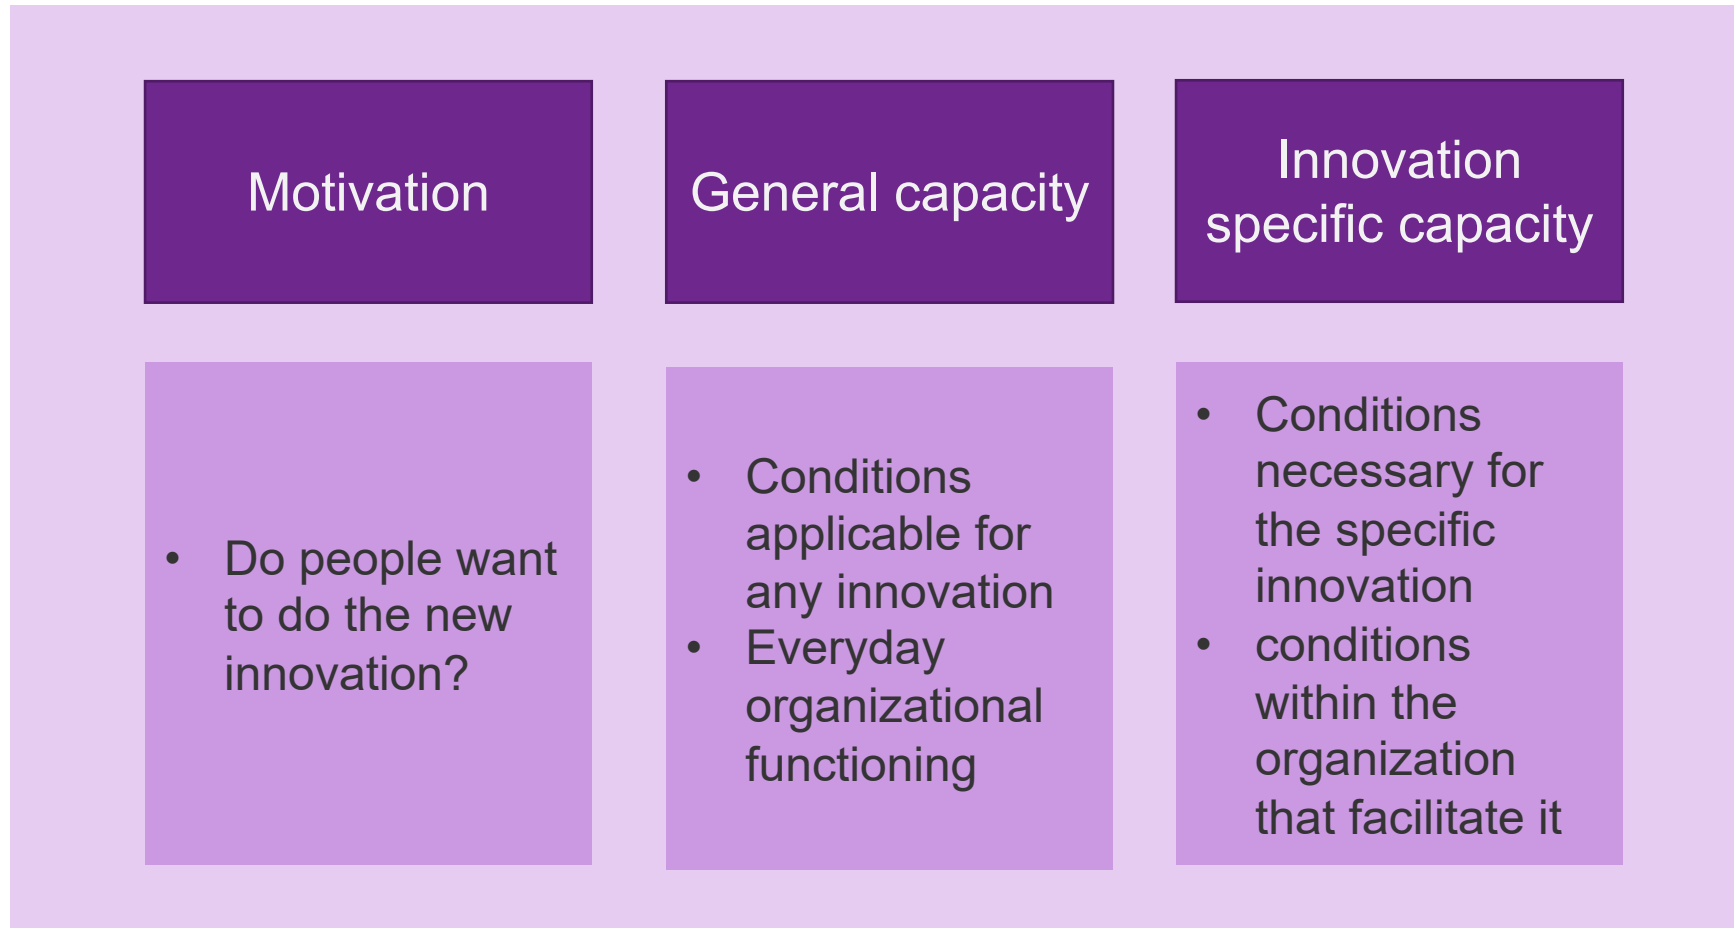 Motivation
General capacity
Innovation
specific capacity
• Do people want
to do the new
innovation?
• Conditions
applicable for
any innovation
• Everyday
organizational
functioning
• Conditions
necessary for
the specific
innovation
• conditions
within the
organization
that facilitate it